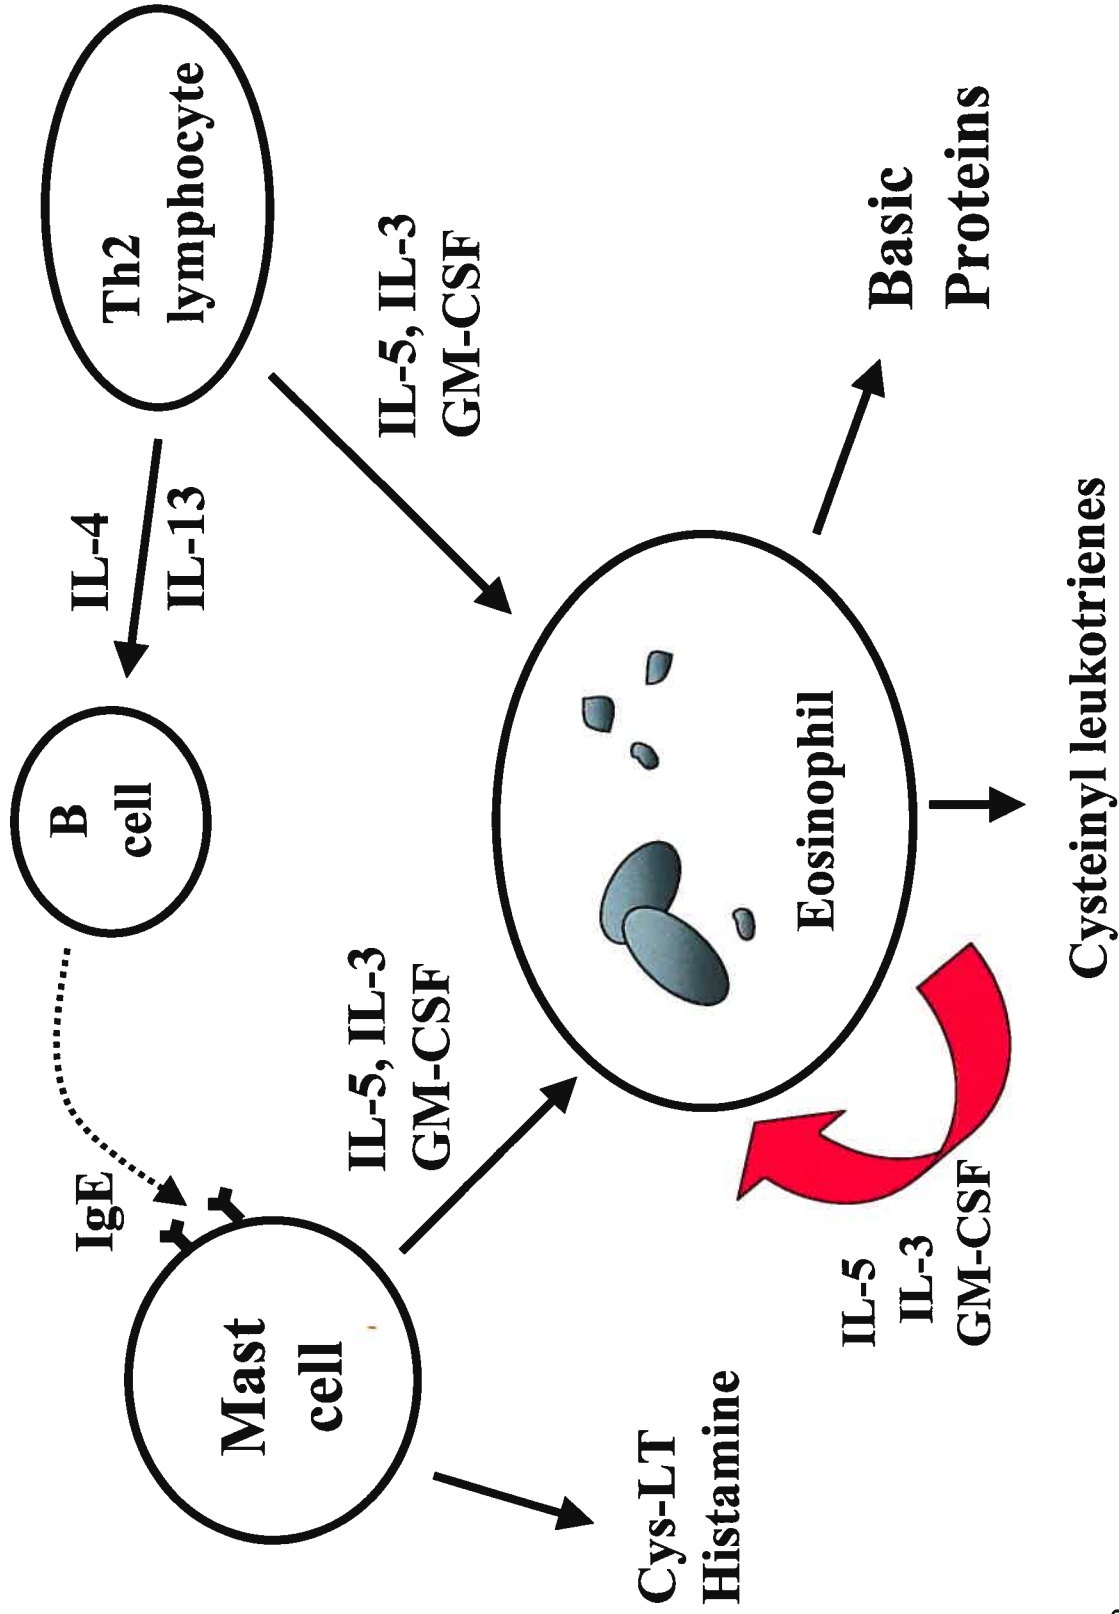 Th2
lymphocyte
IL-4
IL-13
B
cell
IgE
Mast
cell
IL-5, IL-3
GM-CSF
IL-5, IL-3
GM-CSF
Eosinophil
Basic
Proteins
Cysteinyl leukotrienes
IL-5
IL-3
GM-CSF
Cys-LT
Histamine